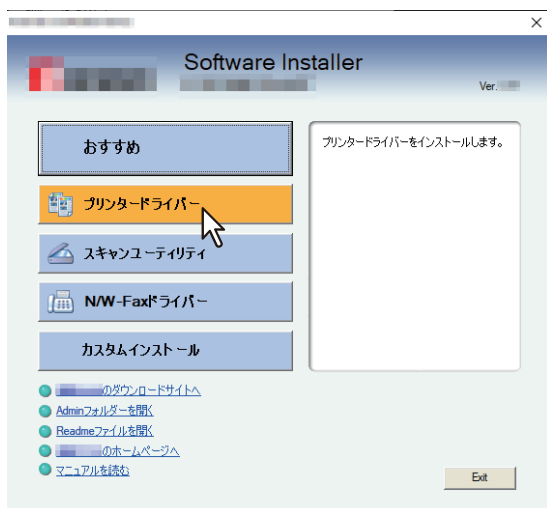 Software Installer
Ver.
おすすめ
プリンタードライバーをインストールします。
プリンタードライバー
スキャンユーティリティ
N/W-Faxドライバー
カスタムインストール
のダウンロードサイトへ
Adminフォルダーを開く
Readmeファイルを開く
のホームページへ
マニュアルを読む
Exit